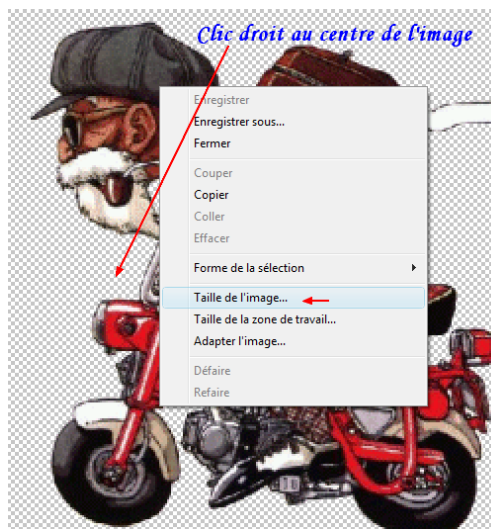 Clic droit au centre de l'image
Enregistrer
Enregistrer sous...
Fermer
Couper
Copier
Coller
Effacer
Forme de la sélection
Taille de l'image...
Taille de la zone de travail...
Adapter l'image...
Défaire
Refaire